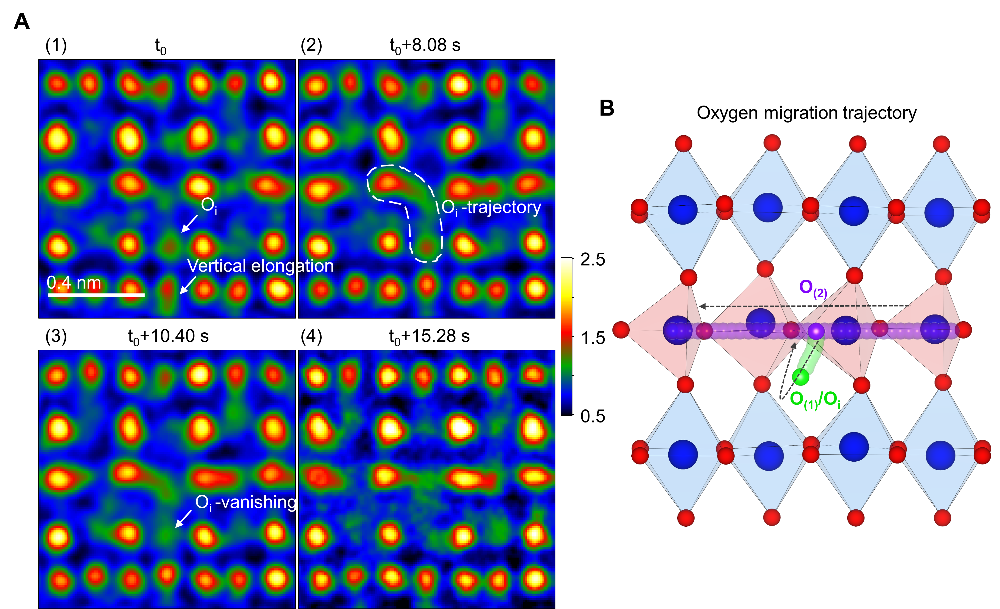 A
(1) t0
(2) t0+8.08 s
Oi
Vertical elongation
0.4 nm
Oi-trajectory
(3) t0+10.40 s
(4) t0+15.28 s
Oi-vanishing
2.5
1.5
0.5
B
Oxygen migration trajectory
O(2)
O(1)/Oi